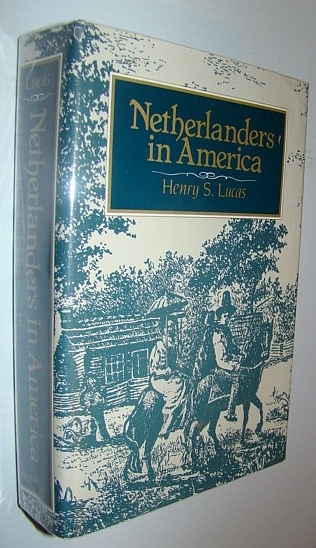 Netherlanders
in America
Henry S. Lucas
Lucas
Netherlanders in America